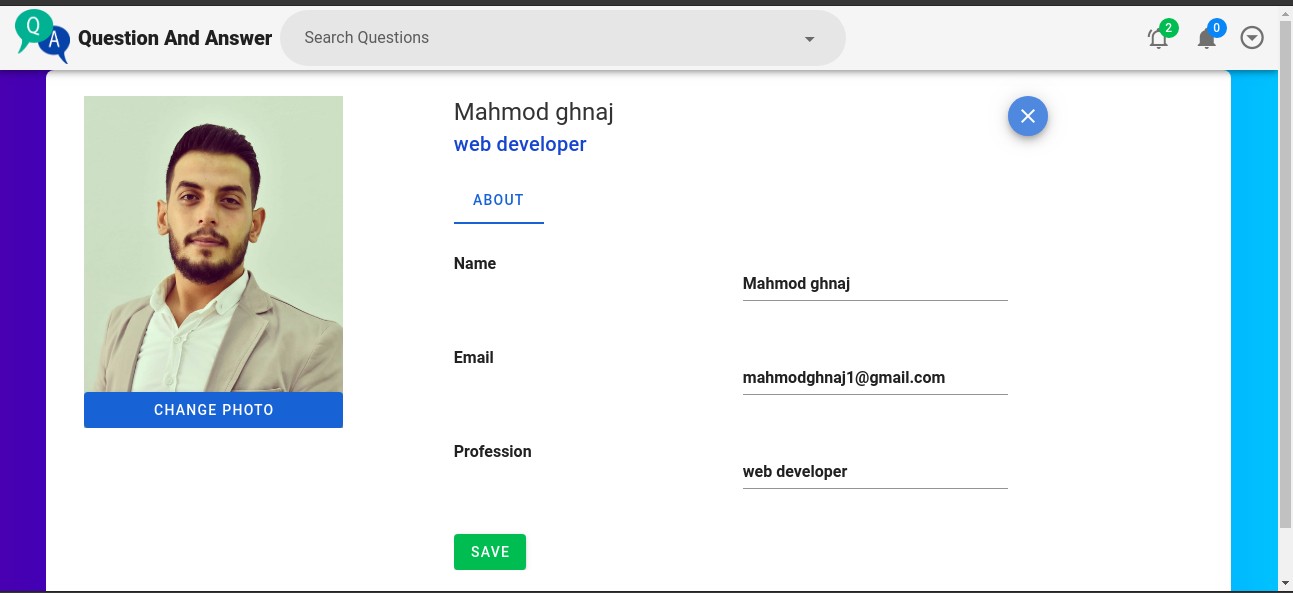 Q
A
Question And Answer
Search Questions
2
0
Mahmod ghnaj
web developer
ABOUT
Name
Mahmod ghnaj
Email
mahmodghnaj1@gmail.com
CHANGE PHOTO
Profession
web developer
SAVE